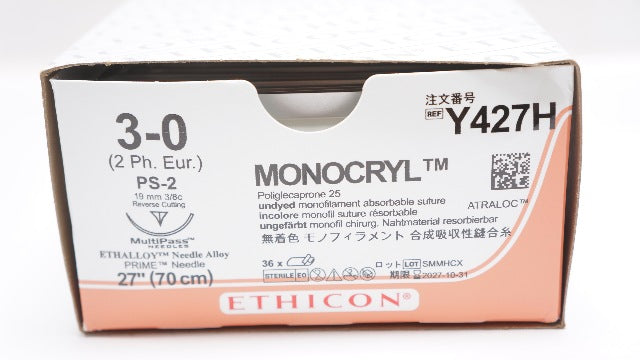 3-0
(2 Ph. Eur.)
PS-2
19 mm 3/8c
Reverse Cutting
MultiPass™
NEEDLES
ETHALLOY™ Needle Alloy
PRIME™ Needle
27" (70 cm)
注文番号
REF Y427H
MONOCRYL™
Poliglecaprone 25
undyed monofilament absorbable suture
incolore monofil suture résorbable
ungefärbt monofil chirurg. Nahtmaterial resorbierbar
無着色 モノフィラメント 合成吸収性縫合糸
ATRALOC™
36 x
ロット LOT SMMHCX
STERILE EO
期限 2027-10-31
ETHICON®